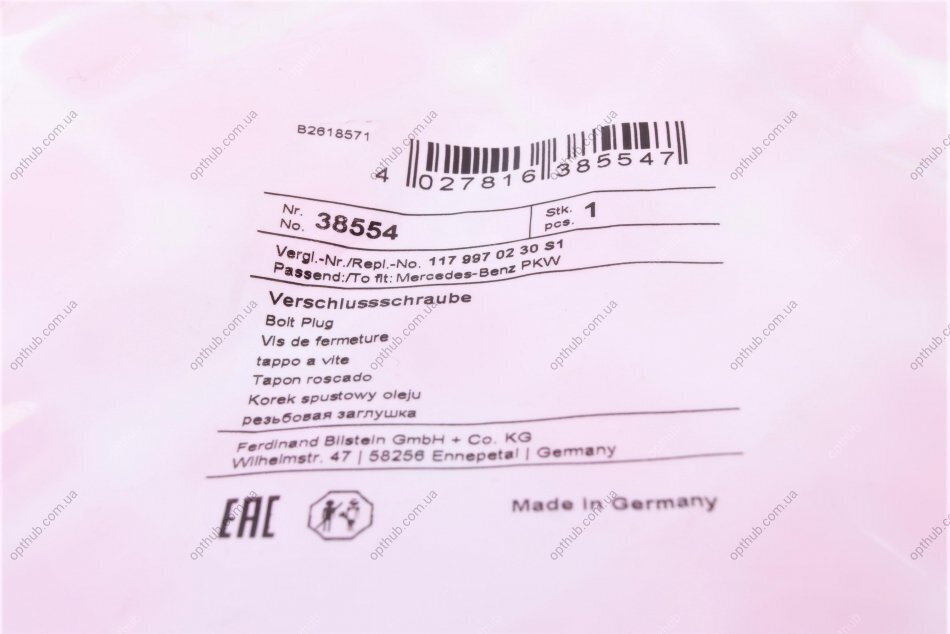 B2618571
4 027816 385547
Nr.
No. 38554
Stk.
pcs. 1
Vergl.-Nr./Repl.-No. 117 997 02 30 S1
Passend:/To fit: Mercedes-Benz PKW
Verschlussschraube
Bolt Plug
Vis de fermeture
tappo a vite
Tapon roscado
Korek spustowy oleju
резьбовая заглушка
Ferdinand Bilstein GmbH + Co. KG
Wilhelmstr. 47 | 58256 Ennepetal | Germany
EAC
Made in Germany
opthub.com.ua